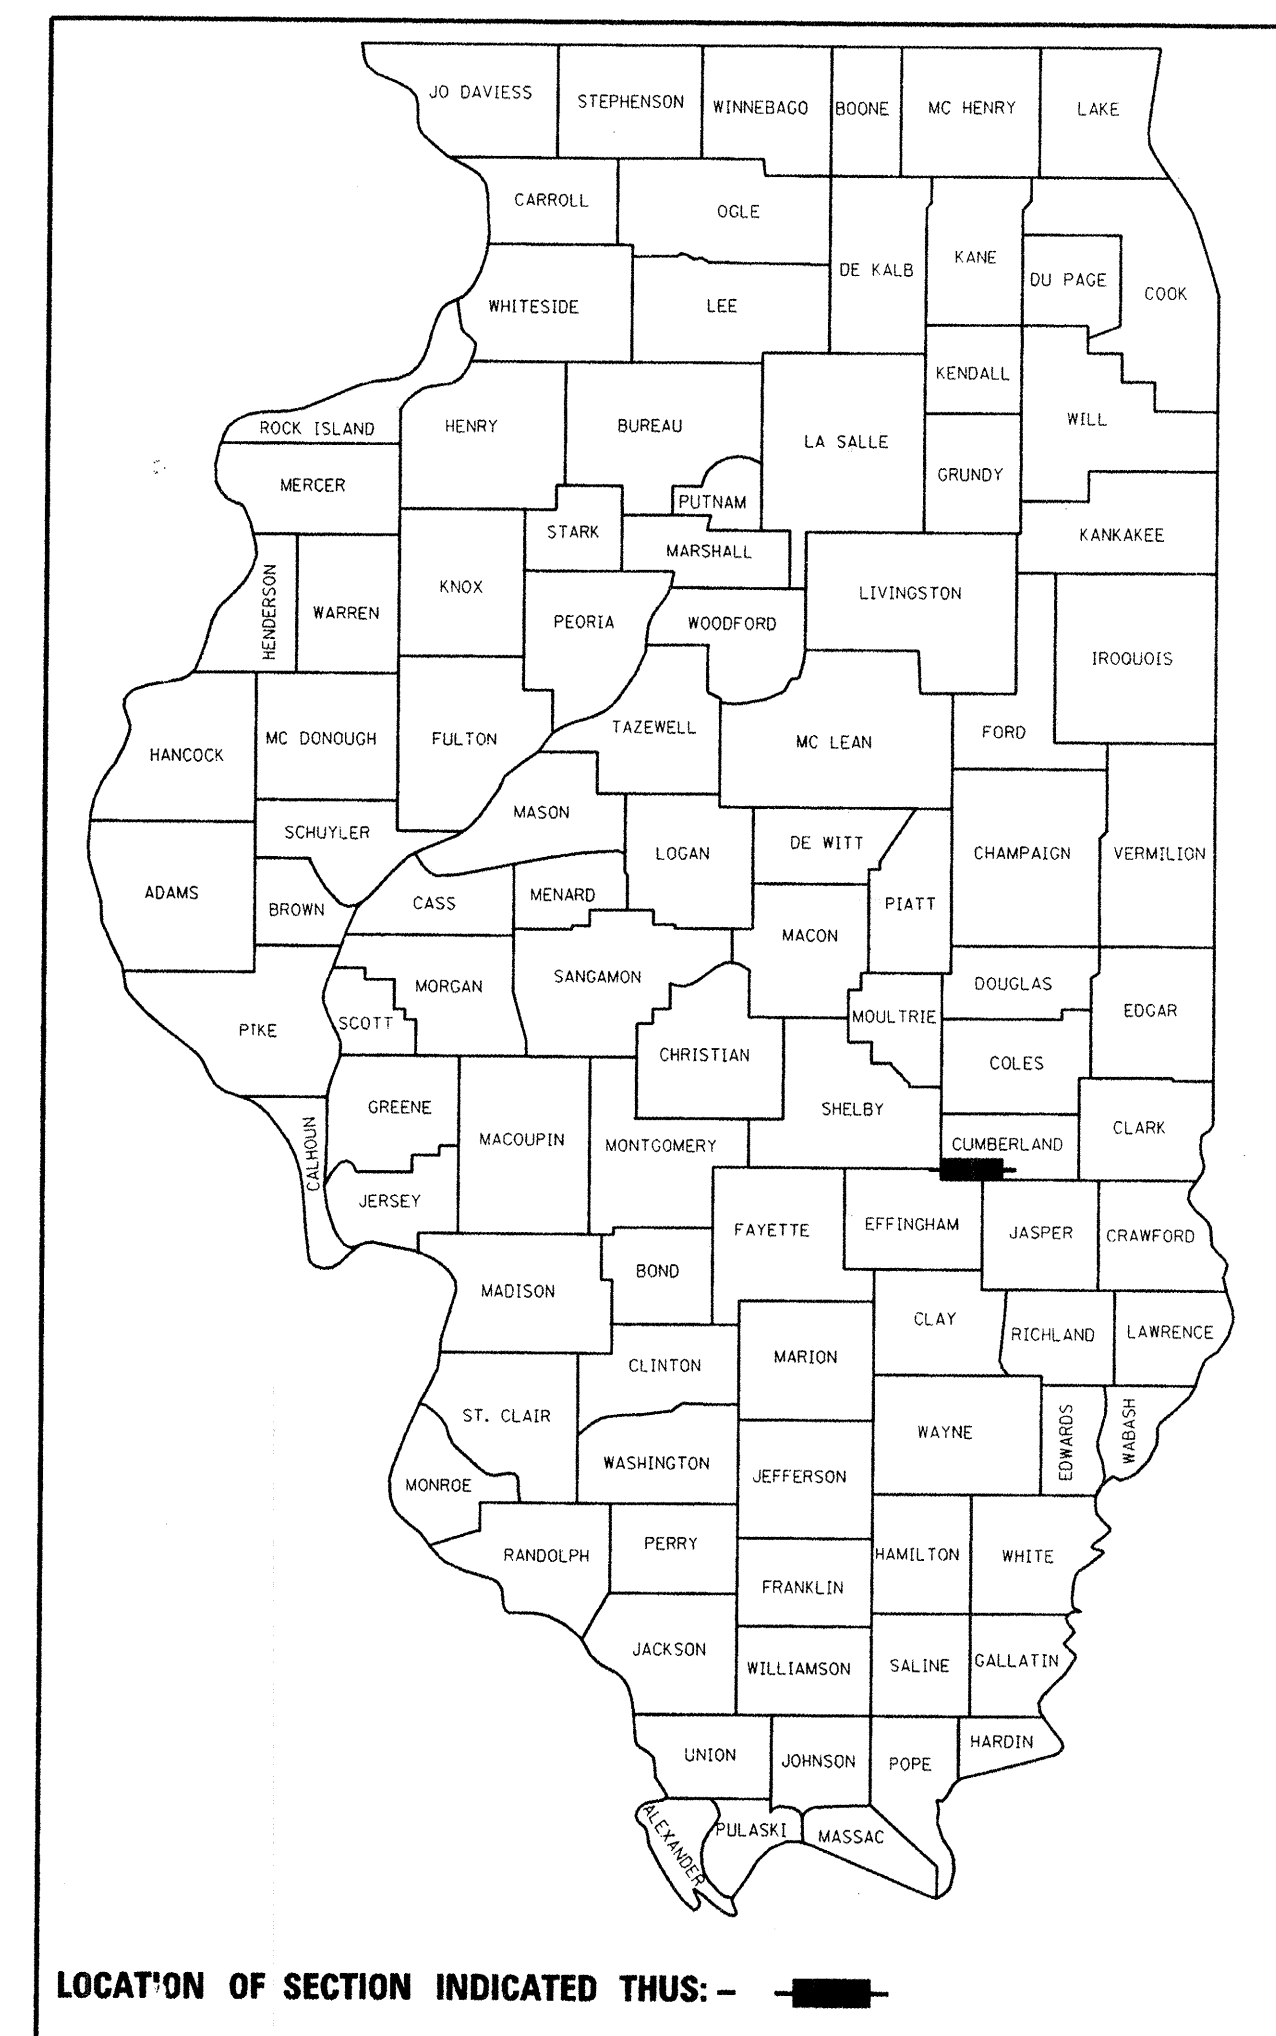 JO DAVIESS
STEPHENSON
WINNEBAGO
BOONE
MC HENRY
LAKE
CARROLL
OGLE
DE KALB
KANE
DU PAGE
COOK
WHITESIDE
LEE
KENDALL
ROCK ISLAND
HENRY
BUREAU
LA SALLE
WILL
MERCER
PUTNAM
GRUNDY
STARK
MARSHALL
KANKAKEE
HENDERSON
WARREN
KNOX
PEORIA
WOODFORD
LIVINGSTON
IROQUOIS
HANCOCK
MC DONOUGH
FULTON
TAZEWELL
MC LEAN
FORD
MASON
SCHUYLER
LOGAN
DE WITT
CHAMPAIGN
VERMILION
ADAMS
BROWN
CASS
MENARD
PIATT
MACON
MORGAN
SANGAMON
DOUGLAS
PIKE
SCOTT
MOULTRIE
EDGAR
CHRISTIAN
COLES
GREENE
SHELBY
CALHOUN
MACOUPIN
MONTGOMERY
CUMBERLAND
CLARK
JERSEY
FAYETTE
EFFINGHAM
JASPER
CRAWFORD
BOND
MADISON
CLAY
RICHLAND
LAWRENCE
CLINTON
MARION
ST. CLAIR
WAYNE
EDWARDS
WABASH
WASHINGTON
JEFFERSON
MONROE
RANDOLPH
PERRY
HAMILTON
WHITE
FRANKLIN
JACKSON
WILLIAMSON
SALINE
GALLATIN
UNION
JOHNSON
POPE
HARDIN
ALEXANDER
PULASKI
MASSAC
LOCATION OF SECTION INDICATED THUS: –